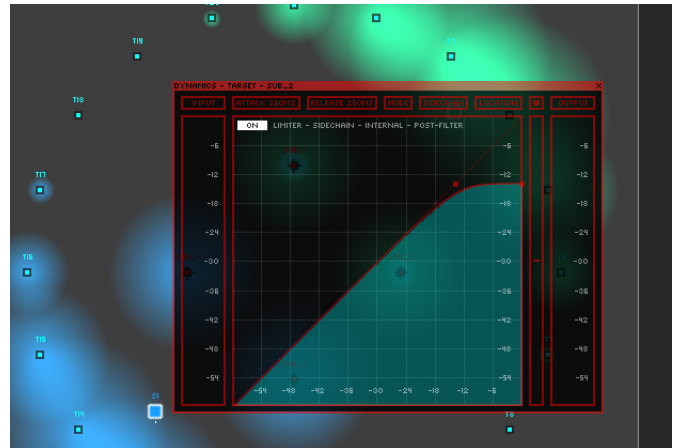 T19
DYNAMICS - TARGET - SUB_2 X
INPUT ATTACK 250MS RELEASE 250MS MODE SIDECHAIN LOCATION OUTPUT
T18
ON LIMITER - SIDECHAIN - INTERNAL - POST-FILTER
-6 -6 -6
-12 -12 -12
T17
-18 -18 -18
-24 -24 -24
T16
-30 -30 -30
-36 -36 -36
-42 -42 -42
T15
-48 -48 -48
-54 -54 -54
-54 -48 -42 -36 -30 -24 -18 -12 -6
S1
T14
T8